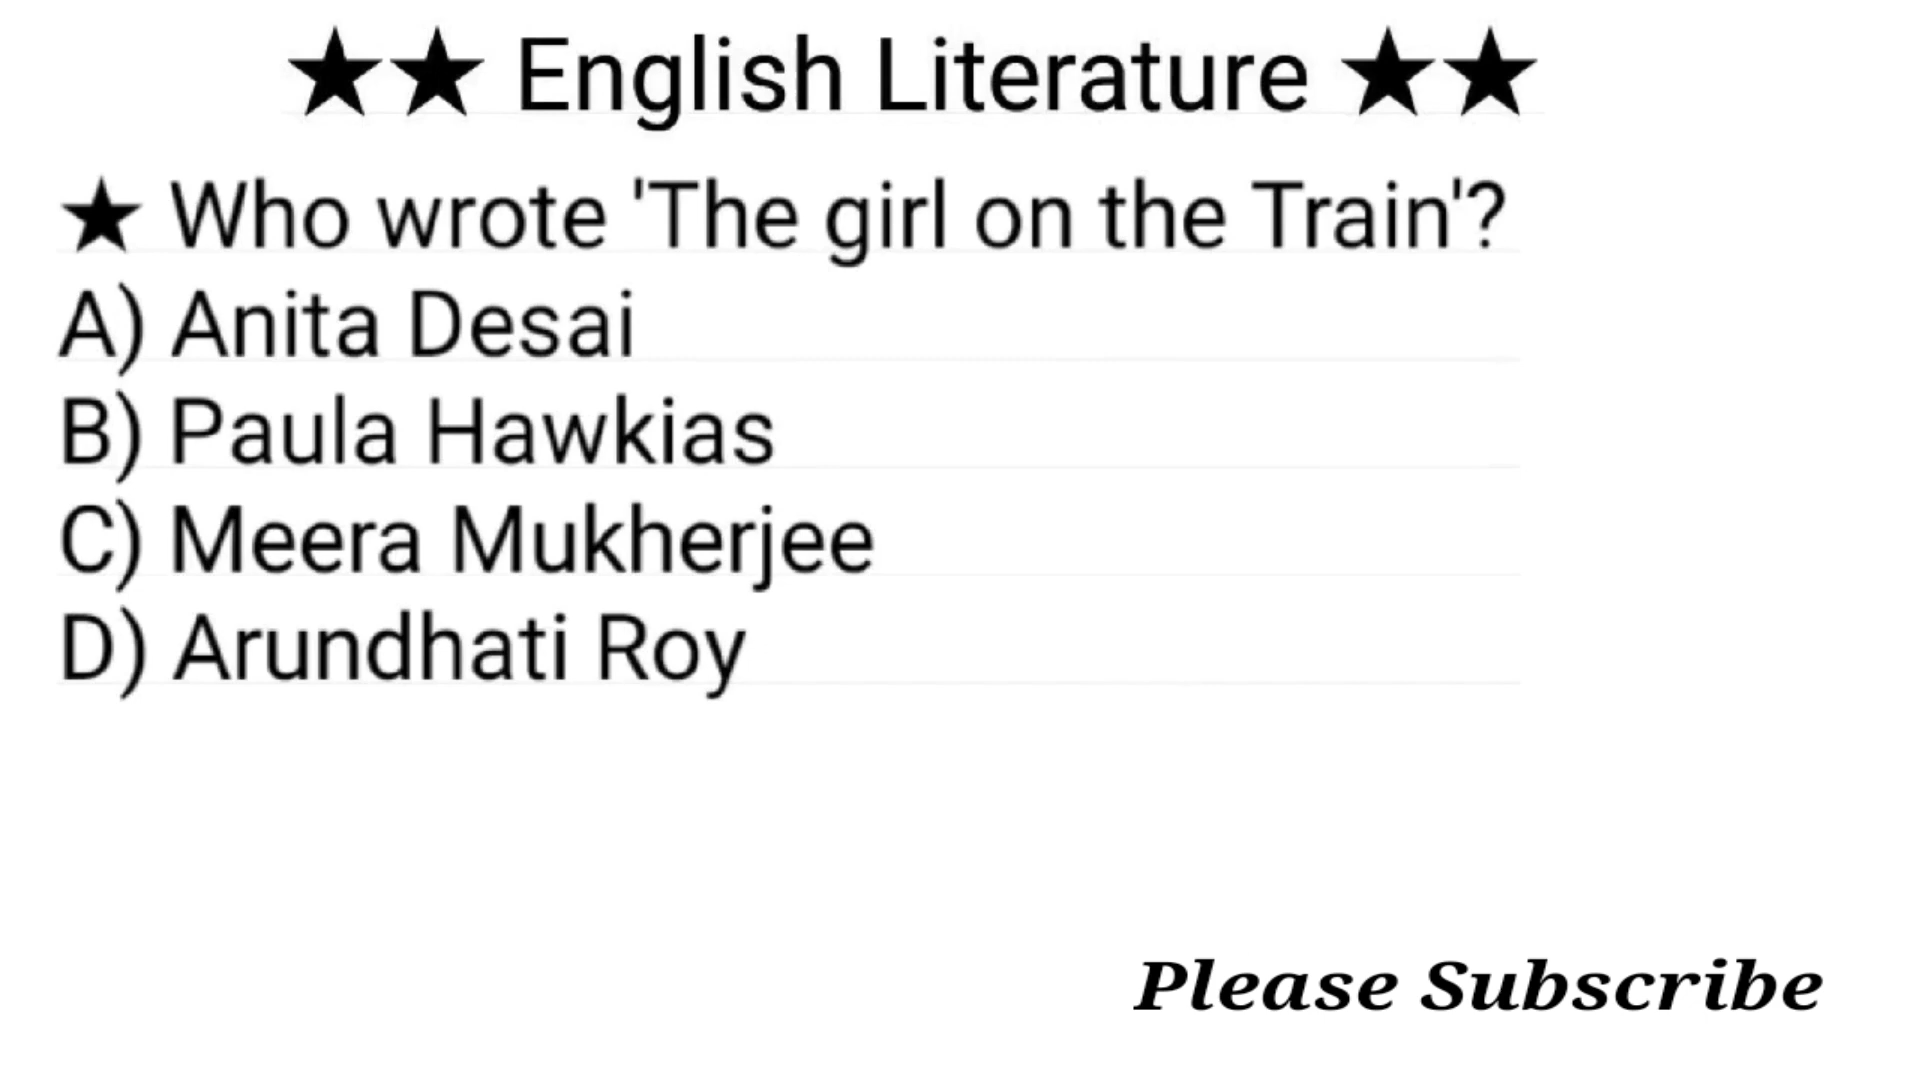 ★★ English Literature ★★
★ Who wrote 'The girl on the Train'?
A) Anita Desai
B) Paula Hawkias
C) Meera Mukherjee
D) Arundhati Roy
Please Subscribe